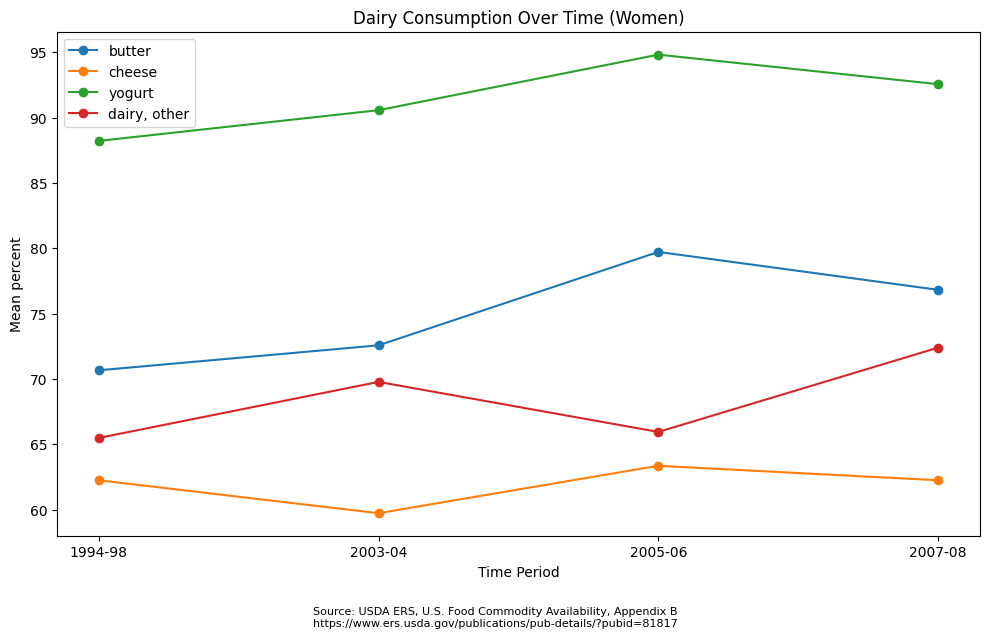 Dairy Consumption Over Time (Women)
butter
cheese
yogurt
dairy, other
95
90
85
80
75
70
65
60
Mean percent
1994-98 2003-04 2005-06 2007-08
Time Period
Source: USDA ERS, U.S. Food Commodity Availability, Appendix B
https://www.ers.usda.gov/publications/pub-details/?pubid=81817